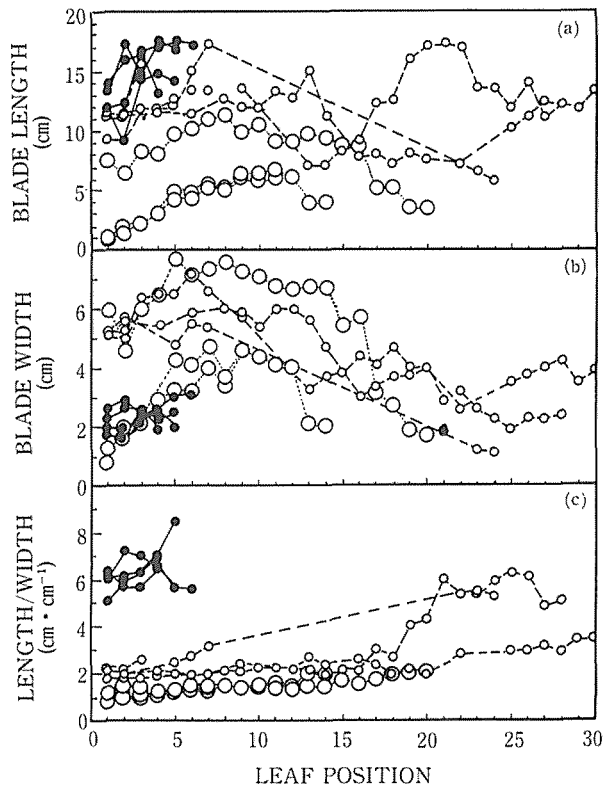 (a)
BLADE LENGTH
(cm)
20
15
10
5
0
(b)
BLADE WIDTH
(cm)
6
4
2
0
(c)
LENGTH/WIDTH
(cm・cm⁻¹)
8
6
4
2
0
0 5 10 15 20 25 30
LEAF POSITION